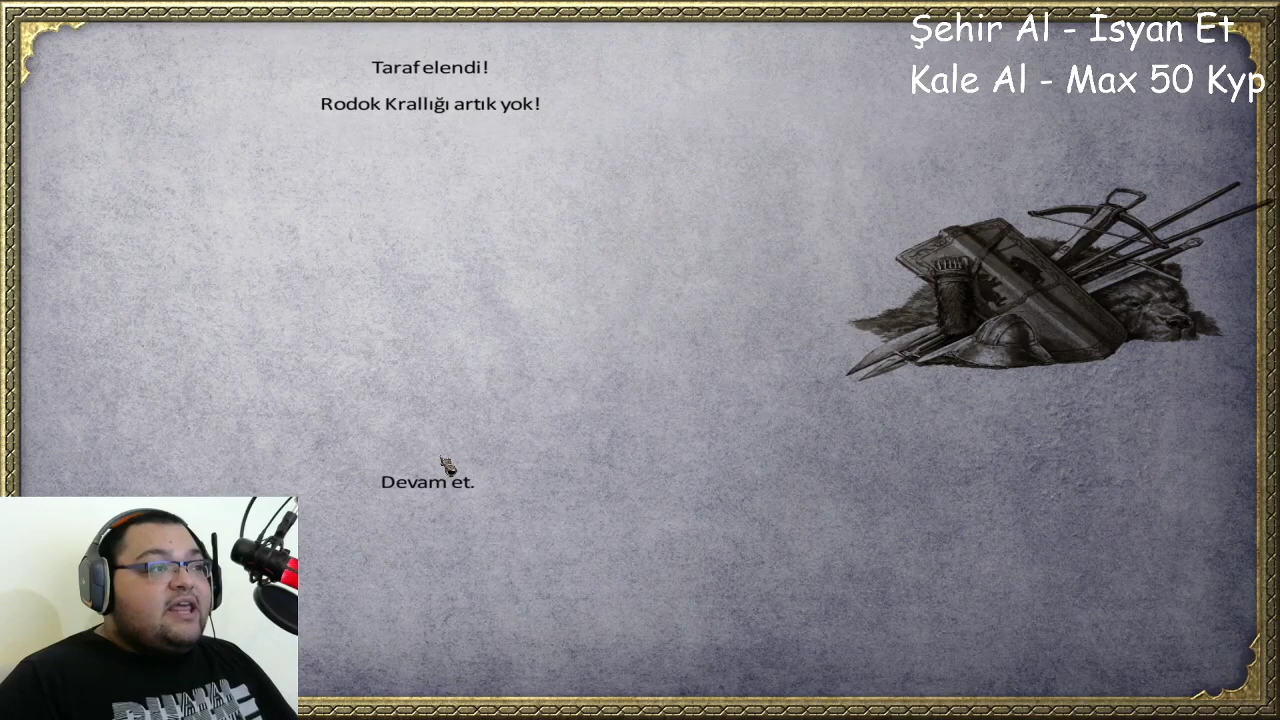 Şehir Al - İsyan Et
Kale Al - Max 50 Kyp
Tarafelendi!
Rodok Krallığı artık yok!
Devam et.